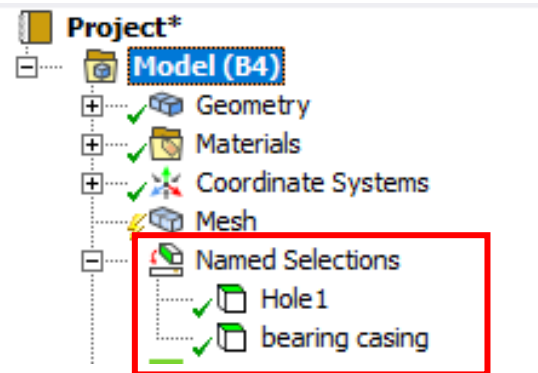 Project*
Model (B4)
Geometry
Materials
Coordinate Systems
Mesh
Named Selections
Hole1
bearing casing